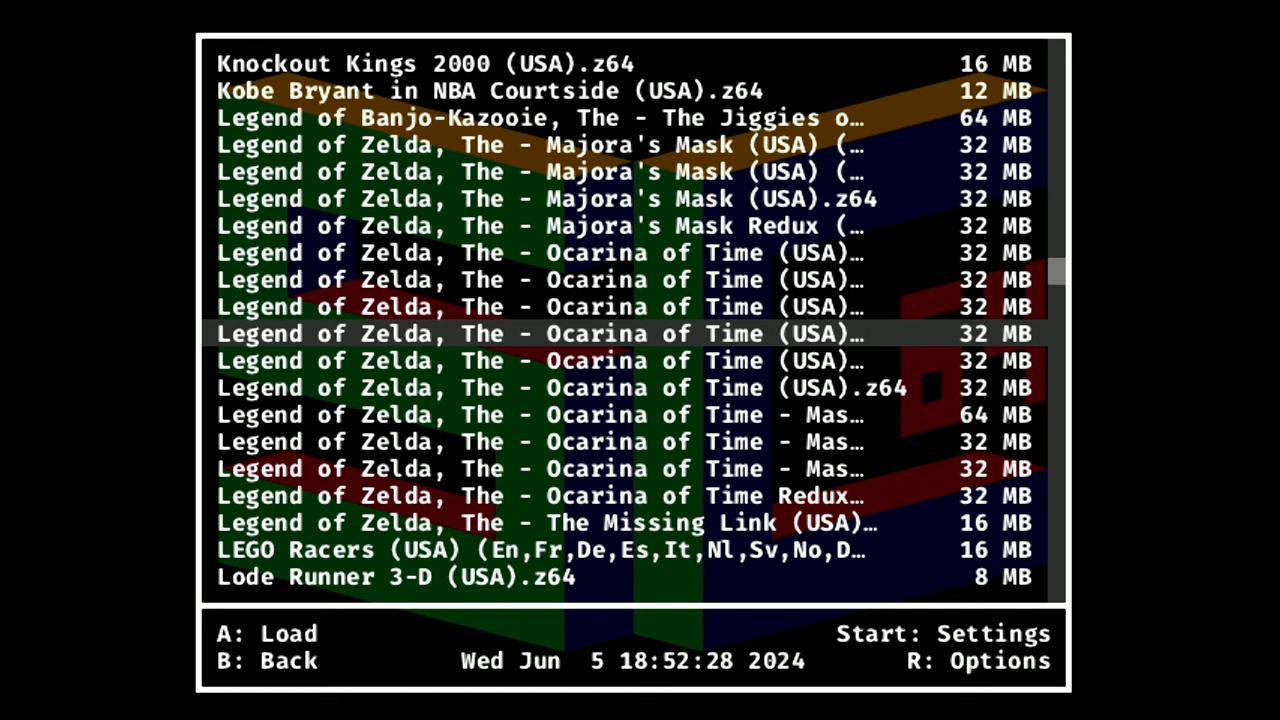 Knockout Kings 2000 (USA).z64 16 MB
Kobe Bryant in NBA Courtside (USA).z64 12 MB
Legend of Banjo-Kazooie, The - The Jiggies o… 64 MB
Legend of Zelda, The - Majora's Mask (USA) (… 32 MB
Legend of Zelda, The - Majora's Mask (USA) (… 32 MB
Legend of Zelda, The - Majora's Mask (USA).z64 32 MB
Legend of Zelda, The - Majora's Mask Redux (… 32 MB
Legend of Zelda, The - Ocarina of Time (USA)… 32 MB
Legend of Zelda, The - Ocarina of Time (USA)… 32 MB
Legend of Zelda, The - Ocarina of Time (USA)… 32 MB
Legend of Zelda, The - Ocarina of Time (USA)… 32 MB
Legend of Zelda, The - Ocarina of Time (USA)… 32 MB
Legend of Zelda, The - Ocarina of Time (USA).z64 32 MB
Legend of Zelda, The - Ocarina of Time - Mas… 64 MB
Legend of Zelda, The - Ocarina of Time - Mas… 32 MB
Legend of Zelda, The - Ocarina of Time - Mas… 32 MB
Legend of Zelda, The - Ocarina of Time Redux… 32 MB
Legend of Zelda, The - The Missing Link (USA)… 16 MB
LEGO Racers (USA) (En,Fr,De,Es,It,Nl,Sv,No,D… 16 MB
Lode Runner 3-D (USA).z64 8 MB
A: Load Start: Settings
B: Back Wed Jun 5 18:52:28 2024 R: Options